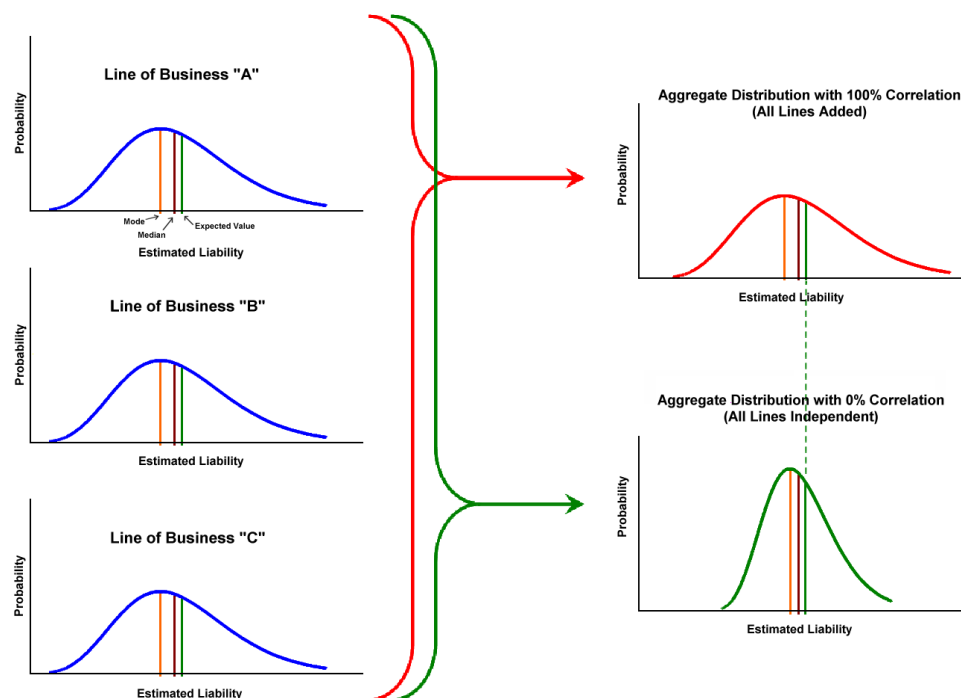 Line of Business "A"
Probability
Mode
Median
Expected Value
Estimated Liability
Line of Business "B"
Probability
Estimated Liability
Line of Business "C"
Probability
Estimated Liability
Aggregate Distribution with 100% Correlation
(All Lines Added)
Probability
Estimated Liability
Aggregate Distribution with 0% Correlation
(All Lines Independent)
Probability
Estimated Liability